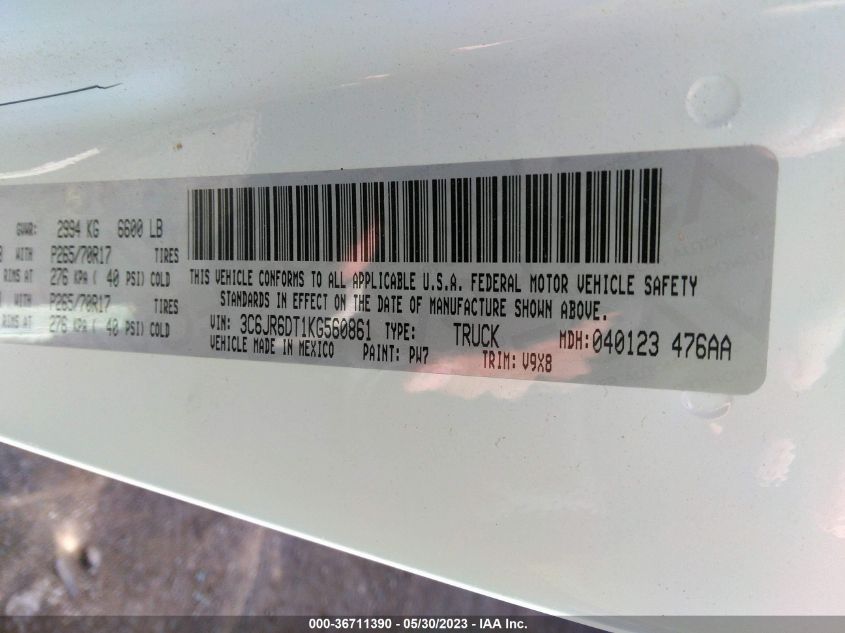 GVWR: 2994 KG 6600 LB
WITH P265/70R17 TIRES
RIMS AT 276 KPA ( 40 PSI) COLD
WITH P265/70R17 TIRES
RIMS AT 276 KPA ( 40 PSI) COLD
THIS VEHICLE CONFORMS TO ALL APPLICABLE U.S.A. FEDERAL MOTOR VEHICLE SAFETY
STANDARDS IN EFFECT ON THE DATE OF MANUFACTURE SHOWN ABOVE.
VIN: 3C6JR6DT1KG560861 TYPE: TRUCK MDH: 040123 476AA
VEHICLE MADE IN MEXICO PAINT: PW7 TRIM: V9X8
000-36711390 - 05/30/2023 - IAA Inc.